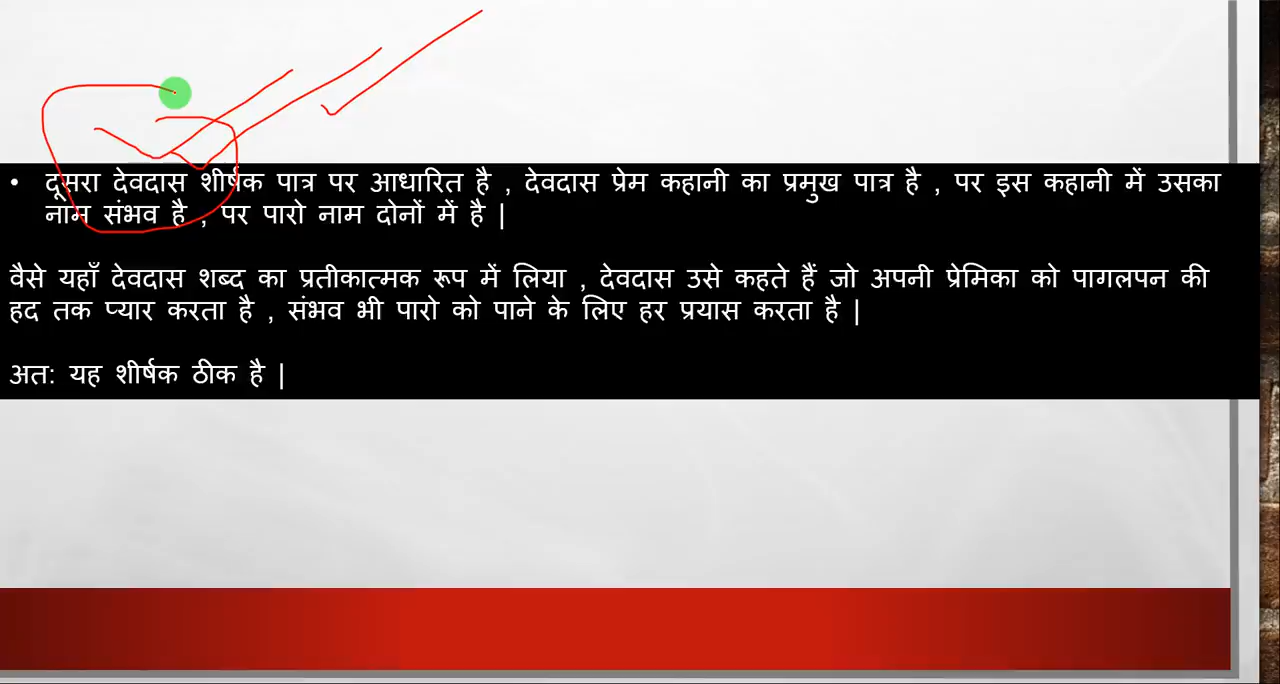 • दूसरा देवदास शीर्षक पात्र पर आधारित है , देवदास प्रेम कहानी का प्रमुख पात्र है , पर इस कहानी में उसका
नाम संभव है , पर पारो नाम दोनों में है |
वैसे यहाँ देवदास शब्द का प्रतीकात्मक रूप में लिया , देवदास उसे कहते हैं जो अपनी प्रेमिका को पागलपन की
हद तक प्यार करता है , संभव भी पारो को पाने के लिए हर प्रयास करता है |
अत: यह शीर्षक ठीक है |